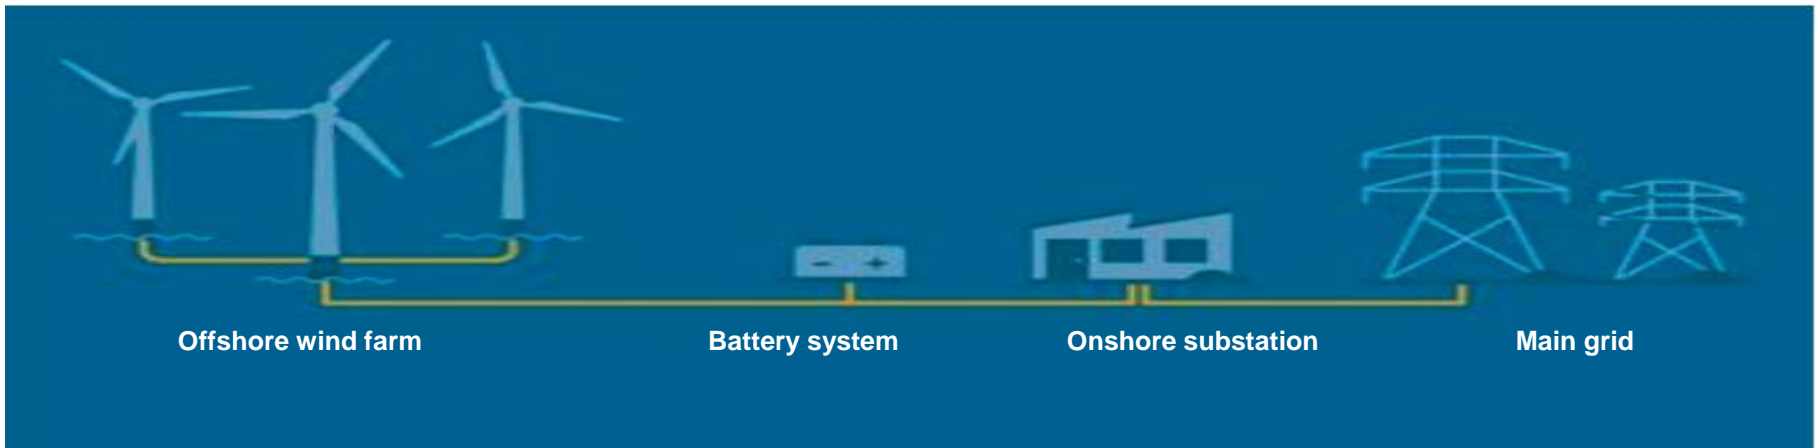 Offshore wind farm
Battery system
Onshore substation
Main grid